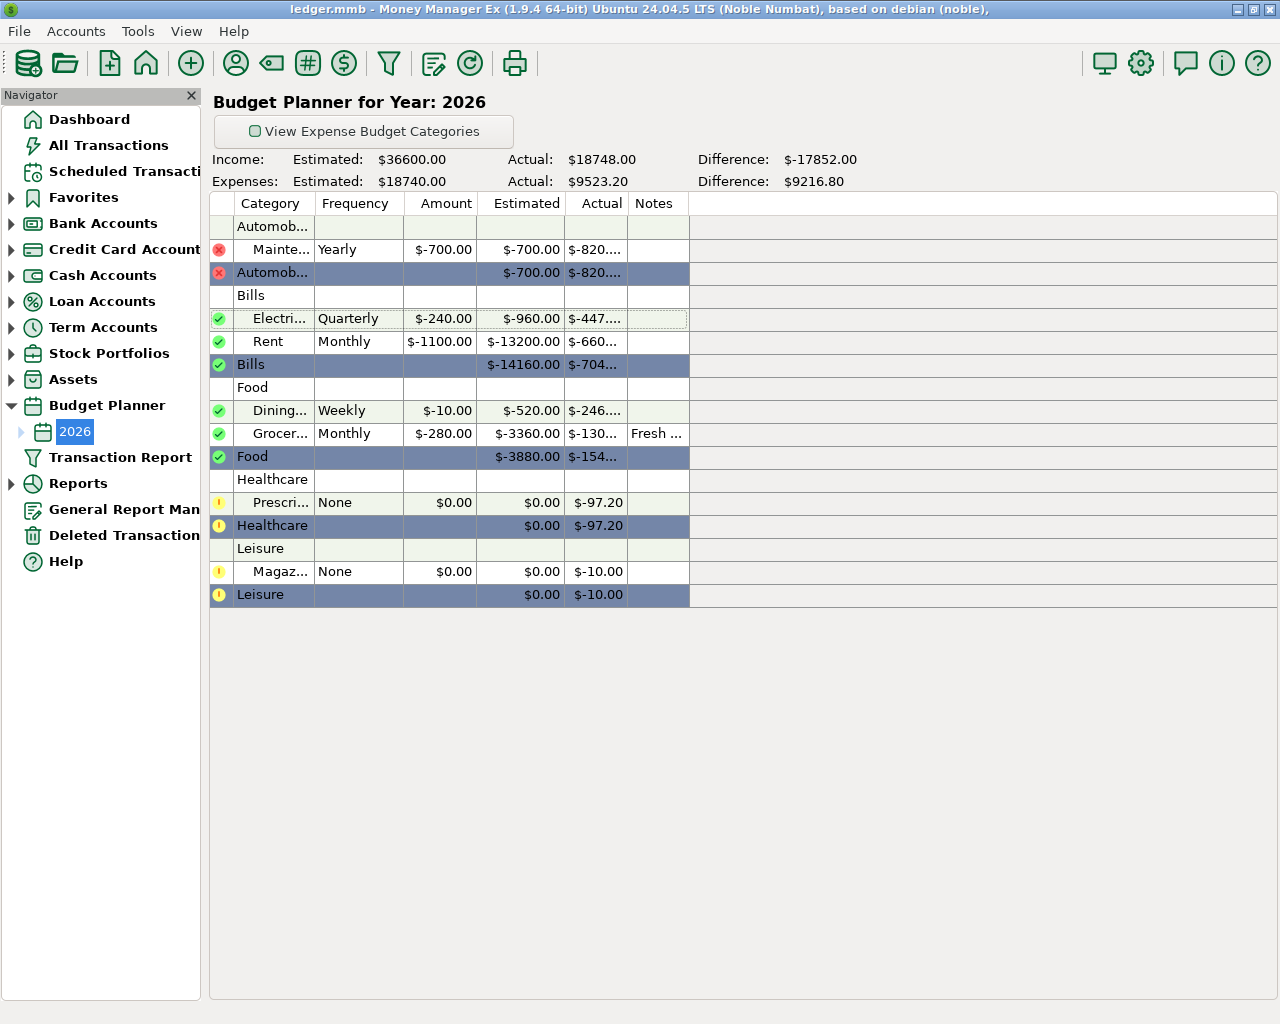 ledger.mmb - Money Manager Ex (1.9.4 64-bit) Ubuntu 24.04.5 LTS (Noble Numbat), based on debian (noble),
File Accounts Tools View Help
Navigator
Dashboard
All Transactions
Scheduled Transacti
Favorites
Bank Accounts
Credit Card Account
Cash Accounts
Loan Accounts
Term Accounts
Stock Portfolios
Assets
Budget Planner
2026
Transaction Report
Reports
General Report Man
Deleted Transaction
Help
Budget Planner for Year: 2026
View Expense Budget Categories
Income: Estimated: $36600.00 Actual: $18748.00 Difference: $-17852.00
Expenses: Estimated: $18740.00 Actual: $9523.20 Difference: $9216.80
Category Frequency Amount Estimated Actual Notes
Automob...
Mainte... Yearly $-700.00 $-700.00 $-820....
Automob... $-700.00 $-820....
Bills
Electri... Quarterly $-240.00 $-960.00 $-447....
Rent Monthly $-1100.00 $-13200.00 $-660...
Bills $-14160.00 $-704...
Food
Dining... Weekly $-10.00 $-520.00 $-246....
Grocer... Monthly $-280.00 $-3360.00 $-130... Fresh ...
Food $-3880.00 $-154...
Healthcare
Prescri... None $0.00 $0.00 $-97.20
Healthcare $0.00 $-97.20
Leisure
Magaz... None $0.00 $0.00 $-10.00
Leisure $0.00 $-10.00